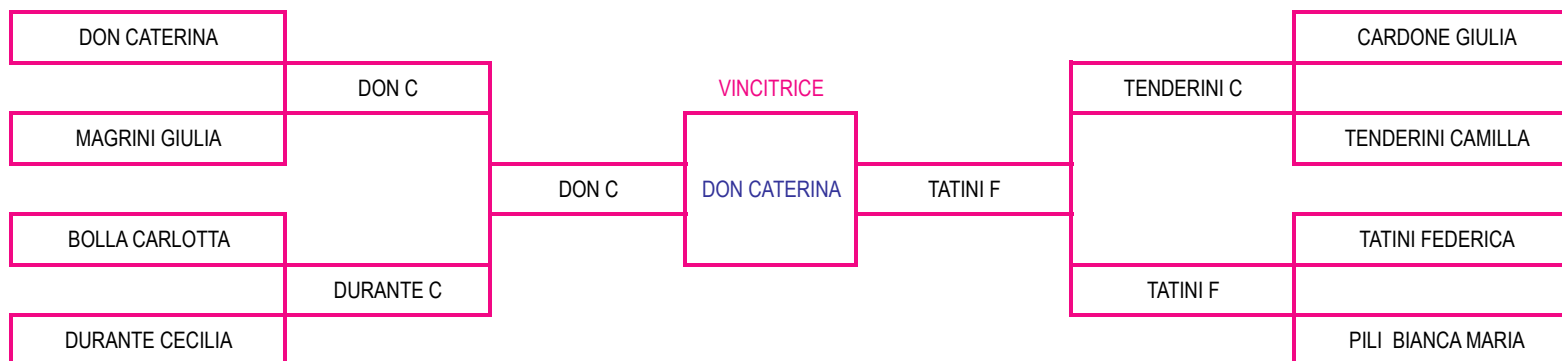 DON CATERINA
CARDONE GIULIA
DON C
VINCITRICE
TENDERINI C
MAGRINI GIULIA
TENDERINI CAMILLA
DON C
DON CATERINA
TATINI F
BOLLA CARLOTTA
TATINI FEDERICA
DURANTE C
TATINI F
DURANTE CECILIA
PILI BIANCA MARIA